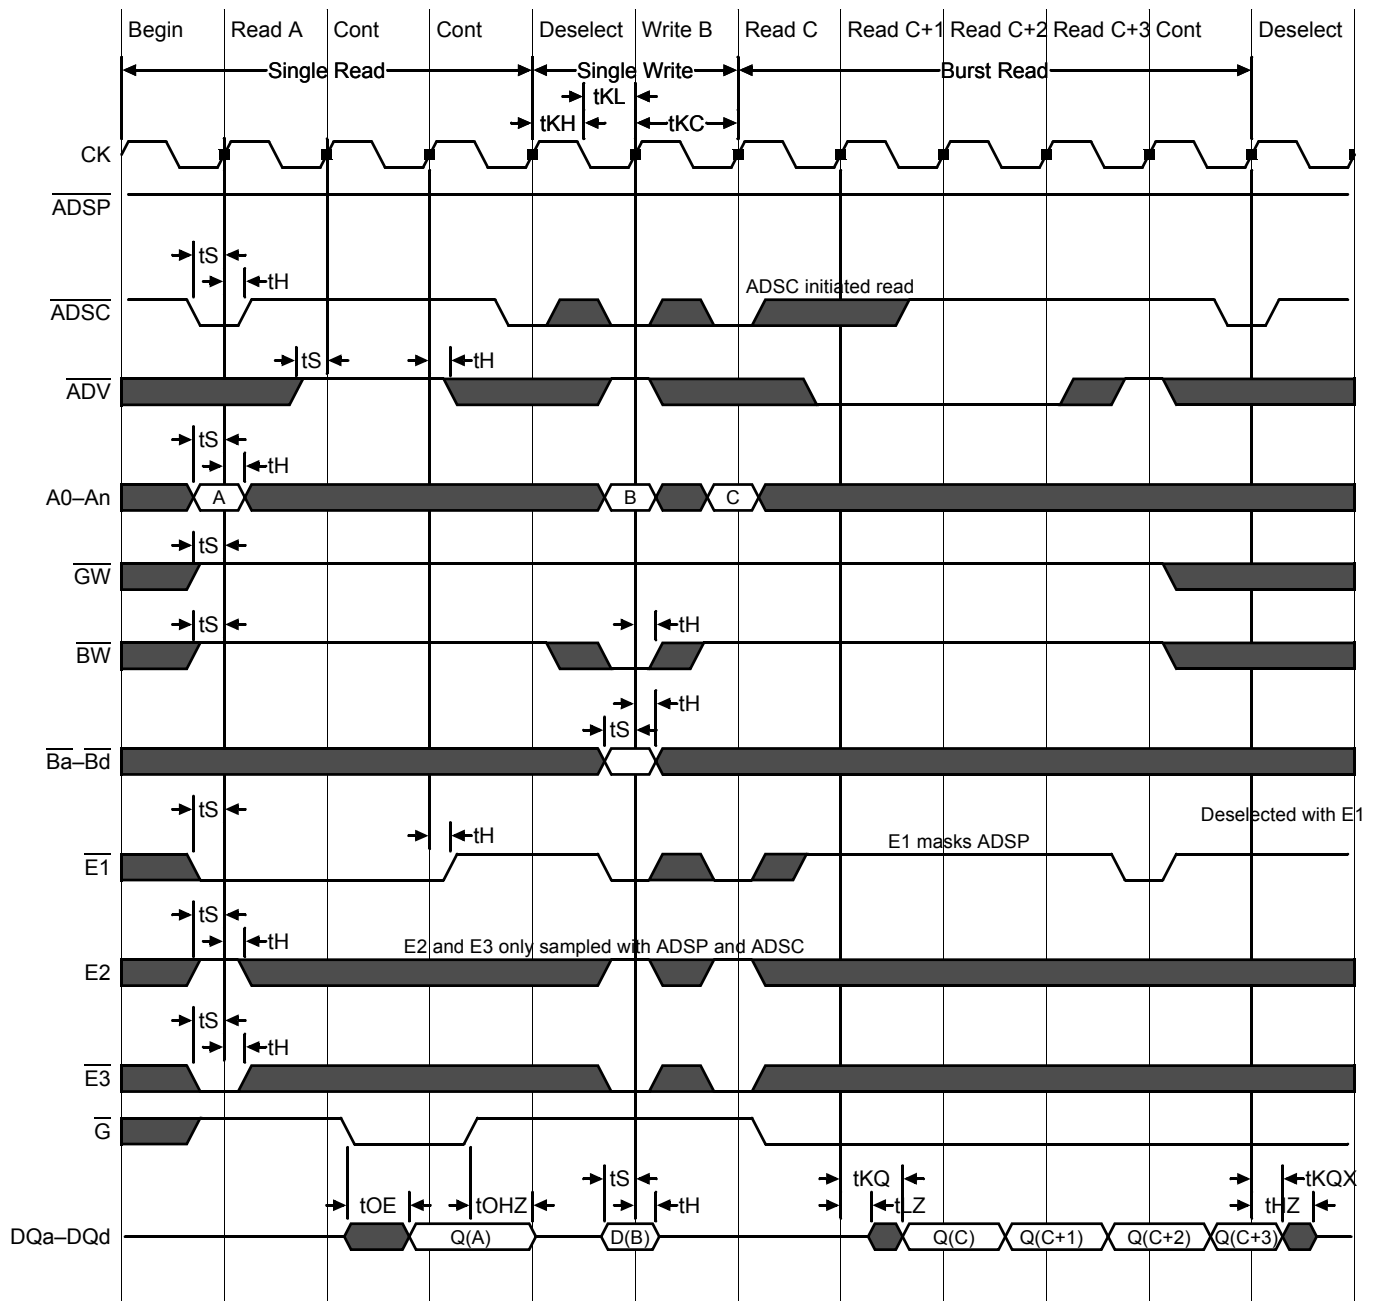 Begin Read A Cont Cont Deselect Write B Read C Read C+1 Read C+2 Read C+3 Cont Deselect
Single Read Single Write Burst Read
tKL
tKH tKC
CK
ADSP
tS
tH
ADSC initiated read
ADSC
tS tH
ADV
tS
tH
A0–An A B C
tS
GW
tS tH
BW
tH
tS
Ba–Bd
tS
Deselected with E1
tH
E1 masks ADSP
E1
tS
tH
E2 and E3 only sampled with ADSP and ADSC
E2
tS
tH
E3
G
tS tKQ tKQX
tOE tOHZ tH tLZ tHZ
DQa–DQd Q(A) D(B) Q(C) Q(C+1) Q(C+2) Q(C+3)